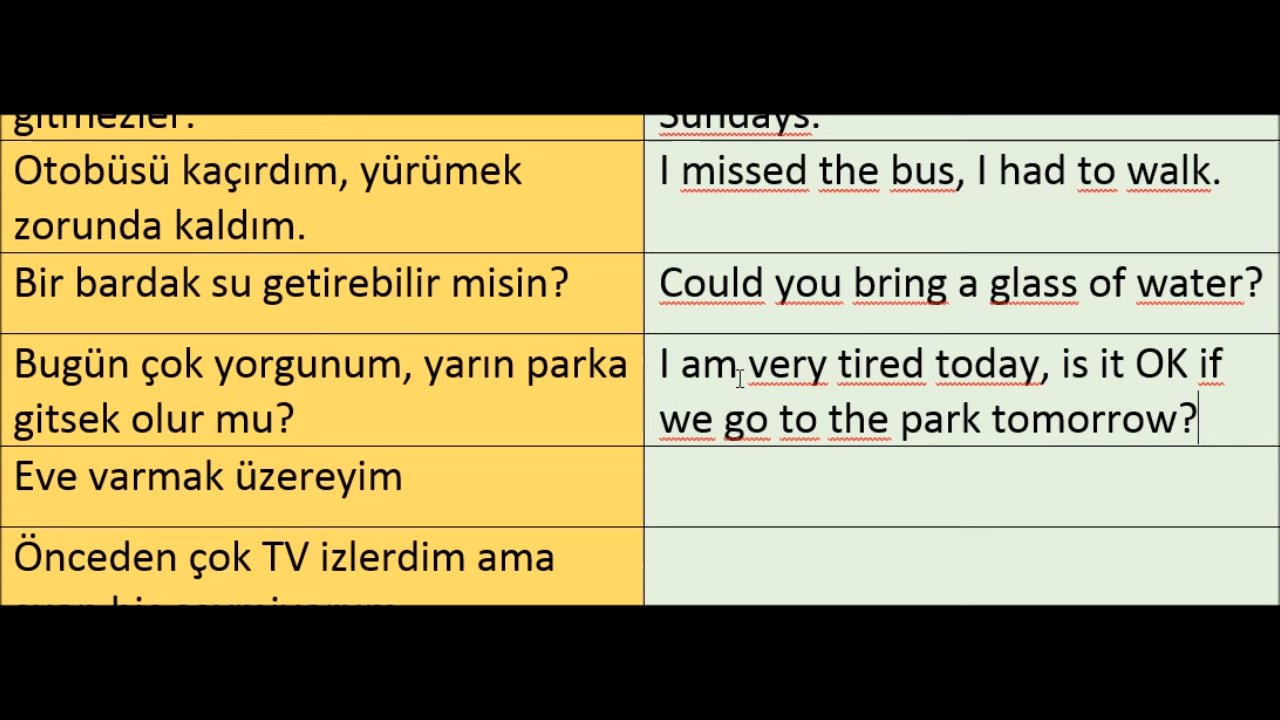 gitmezler.
Sundays.
Otobüsü kaçırdım, yürümek
zorunda kaldım.
I missed the bus, I had to walk.
Bir bardak su getirebilir misin?
Could you bring a glass of water?
Bugün çok yorgunum, yarın parka
gitsek olur mu?
I am very tired today, is it OK if
we go to the park tomorrow?
Eve varmak üzereyim
Önceden çok TV izlerdim ama